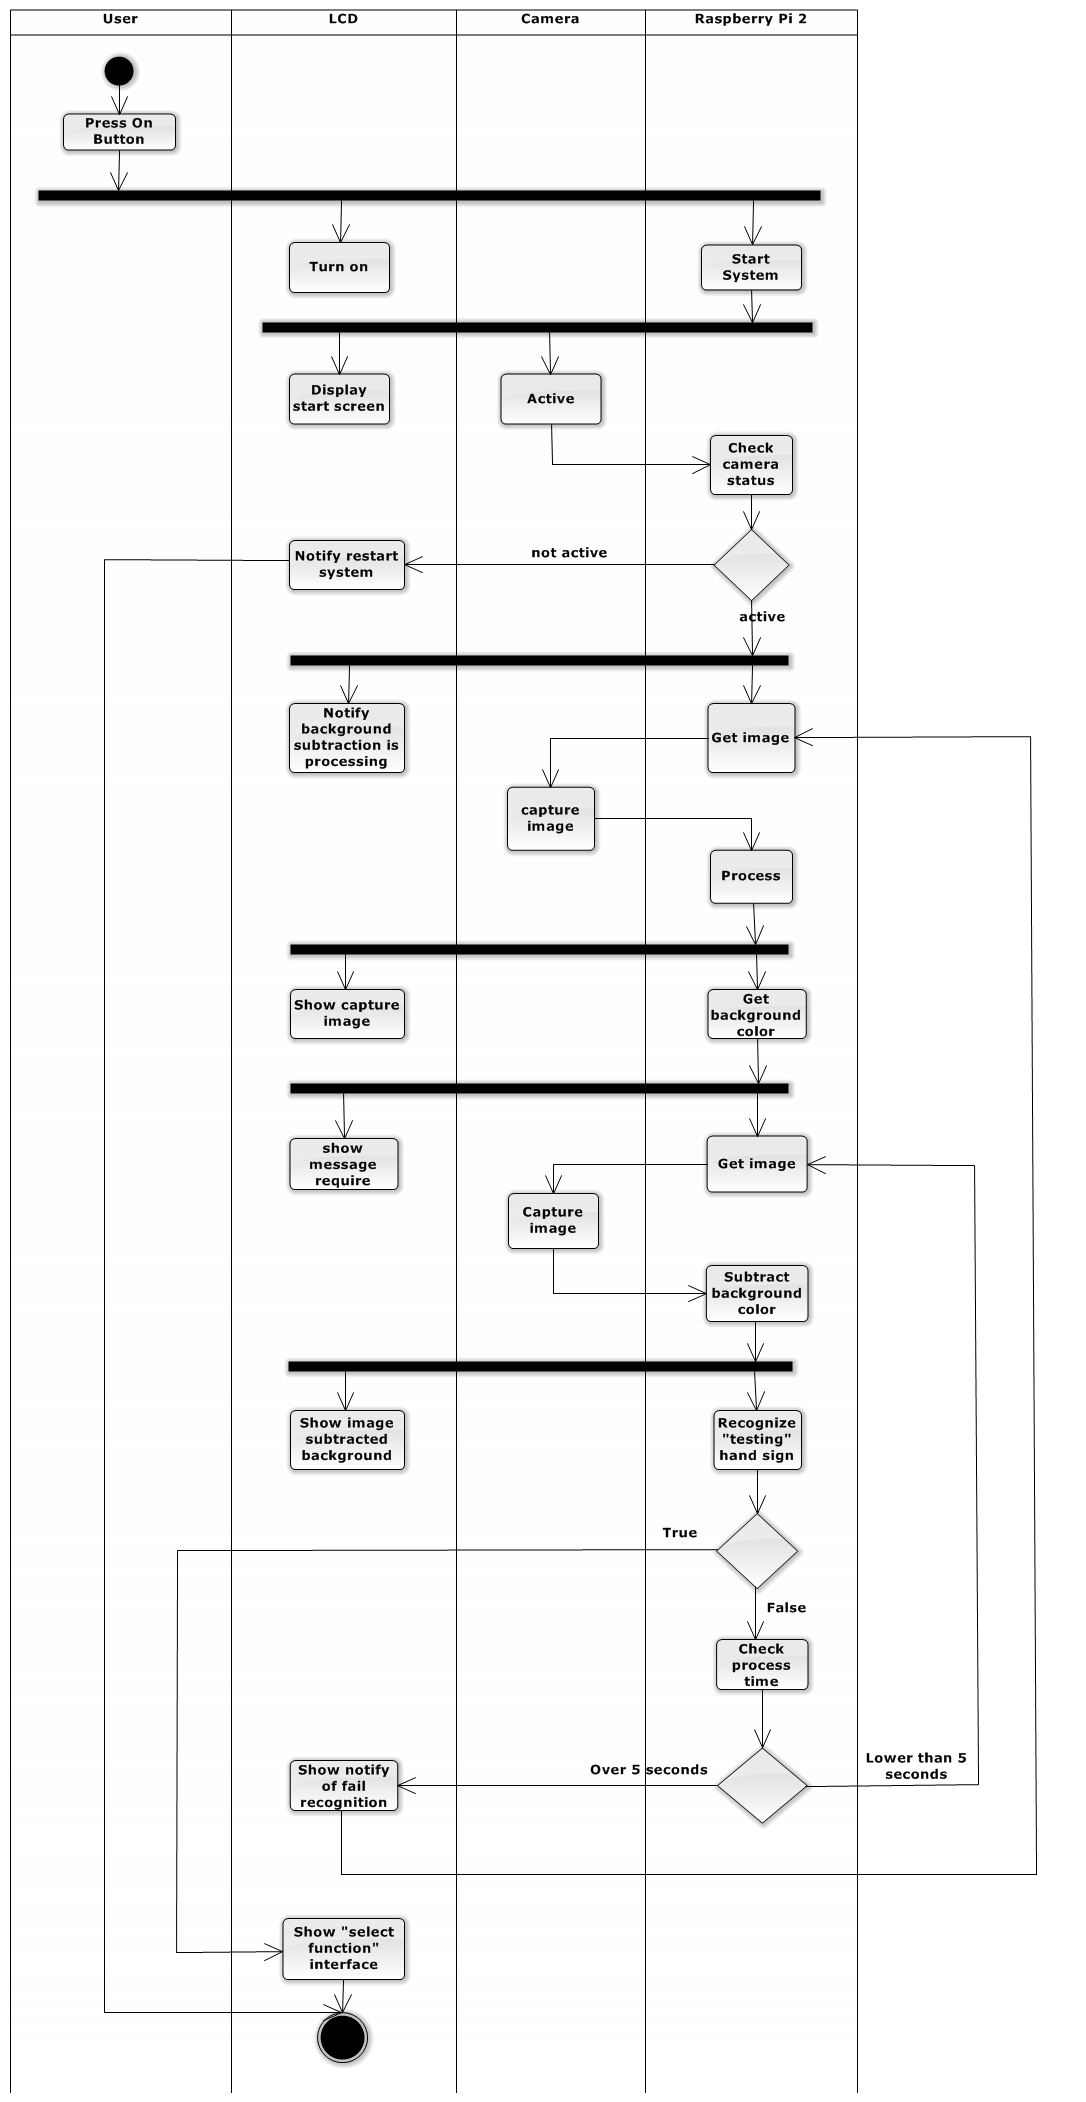 User
LCD
Camera
Raspberry Pi 2
Press On
Button
Turn on
Start
System
Display
start screen
Active
Check
camera
status
Notify restart
system
not active
active
Notify
background
subtraction is
processing
Get image
capture
image
Process
Show capture
image
Get
background
color
show
message
require
Get image
Capture
image
Subtract
background
color
Show image
subtracted
background
Recognize
"testing"
hand sign
True
False
Check
process
time
Show notify
of fail
recognition
Over 5 seconds
Lower than 5
seconds
Show "select
function"
interface